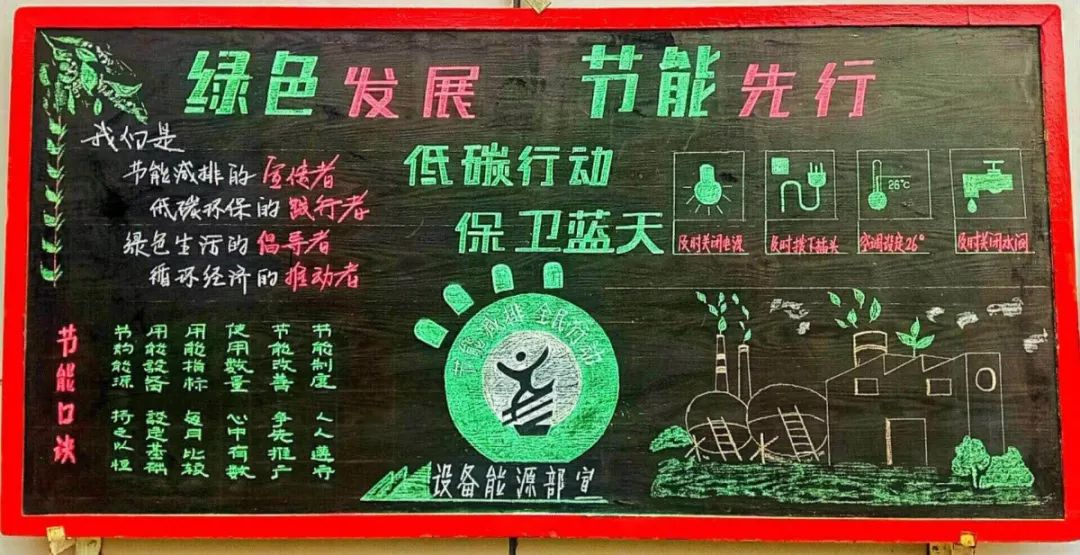 绿色发展 节能先行
我们是
节能减排的宣传者
低碳环保的践行者
绿色生活的倡导者
循环经济的推动者
低碳行动
保卫蓝天
26℃
及时关闭电源
及时拔下插头
空调温度26°
及时关闭水阀
节能口诀
节能制度 人人遵守
节能改善 争先推广
使用数量 心中有数
用能指标 每月比较
用能设备 设定基础
节约能源 持之以恒
节能减排 全民行动
设备能源部宣